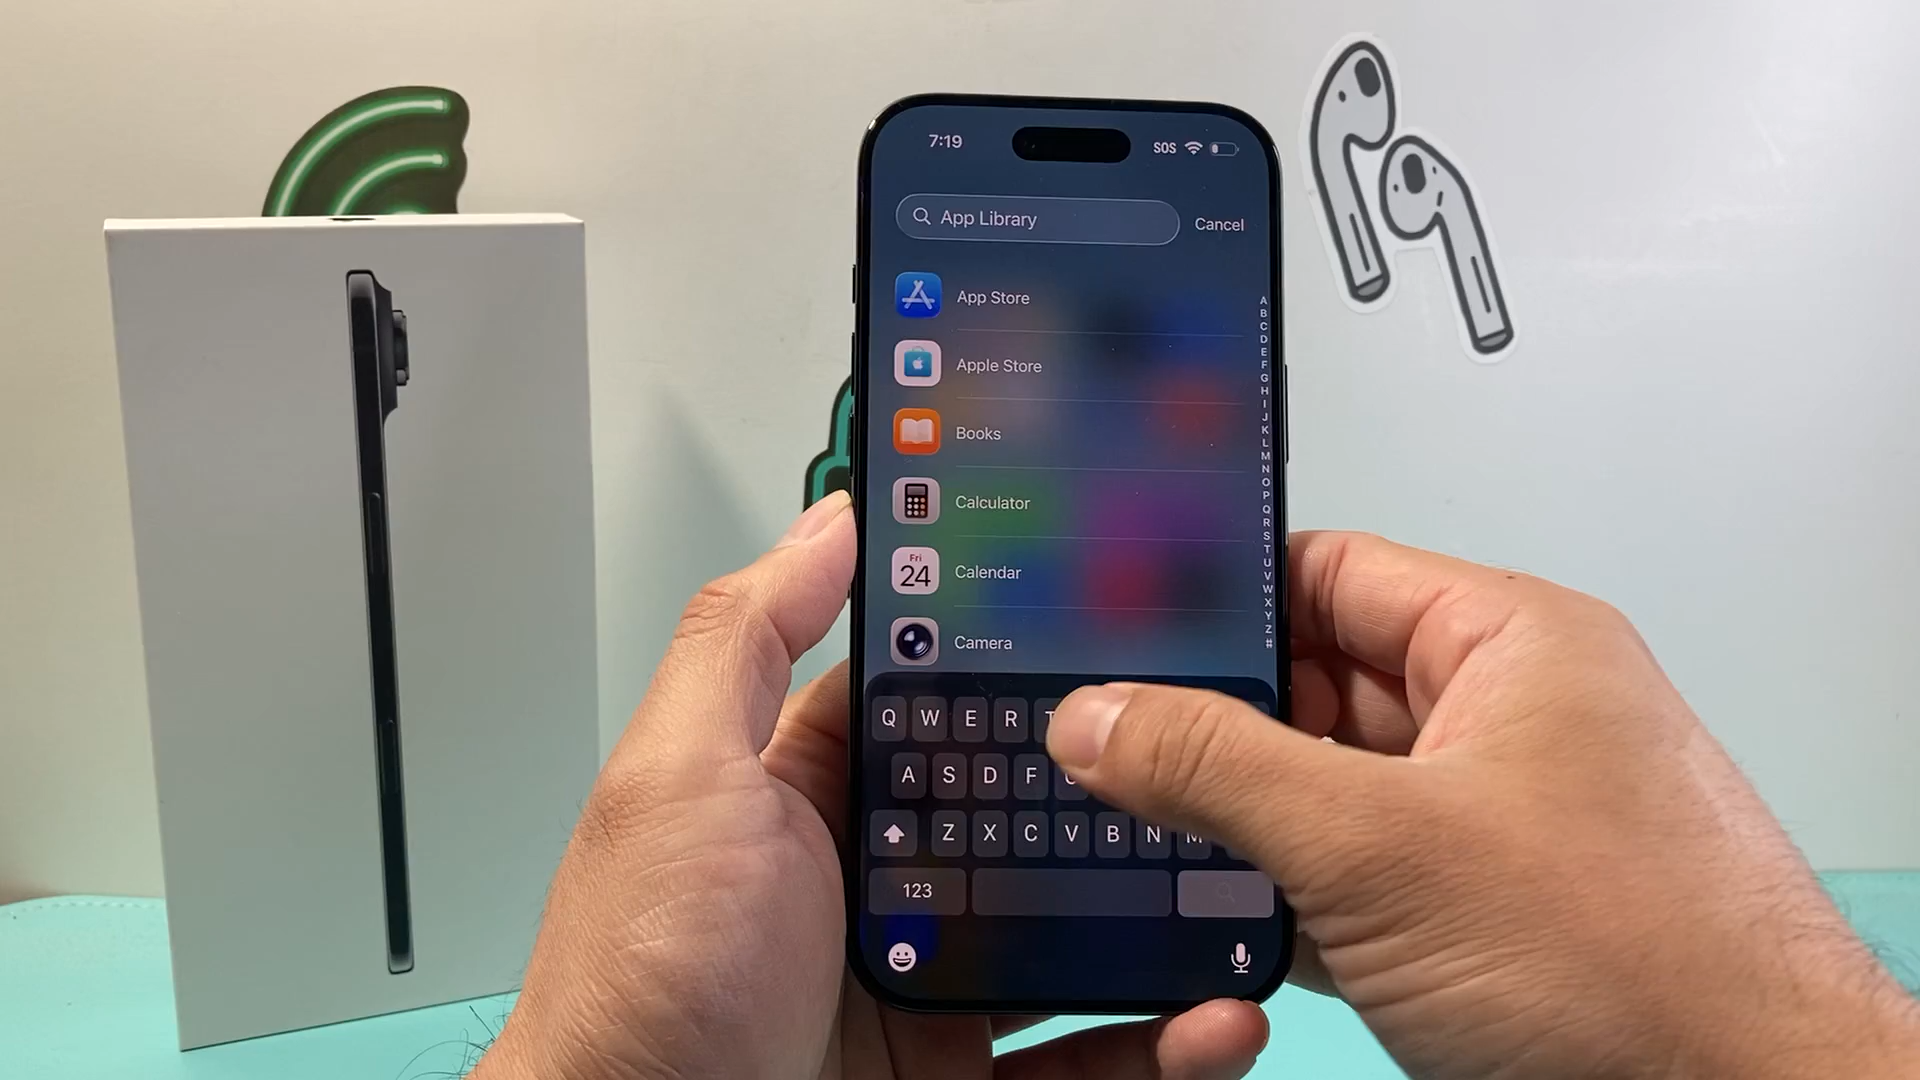 7:19
SOS
App Library
Cancel
App Store
Apple Store
Books
Calculator
Fri
24
Calendar
Camera
A
B
C
D
E
F
G
H
I
J
K
L
M
N
O
P
Q
R
S
T
U
V
W
X
Y
Z
#
Q W E R T
A S D F
Z X C V B N M
123